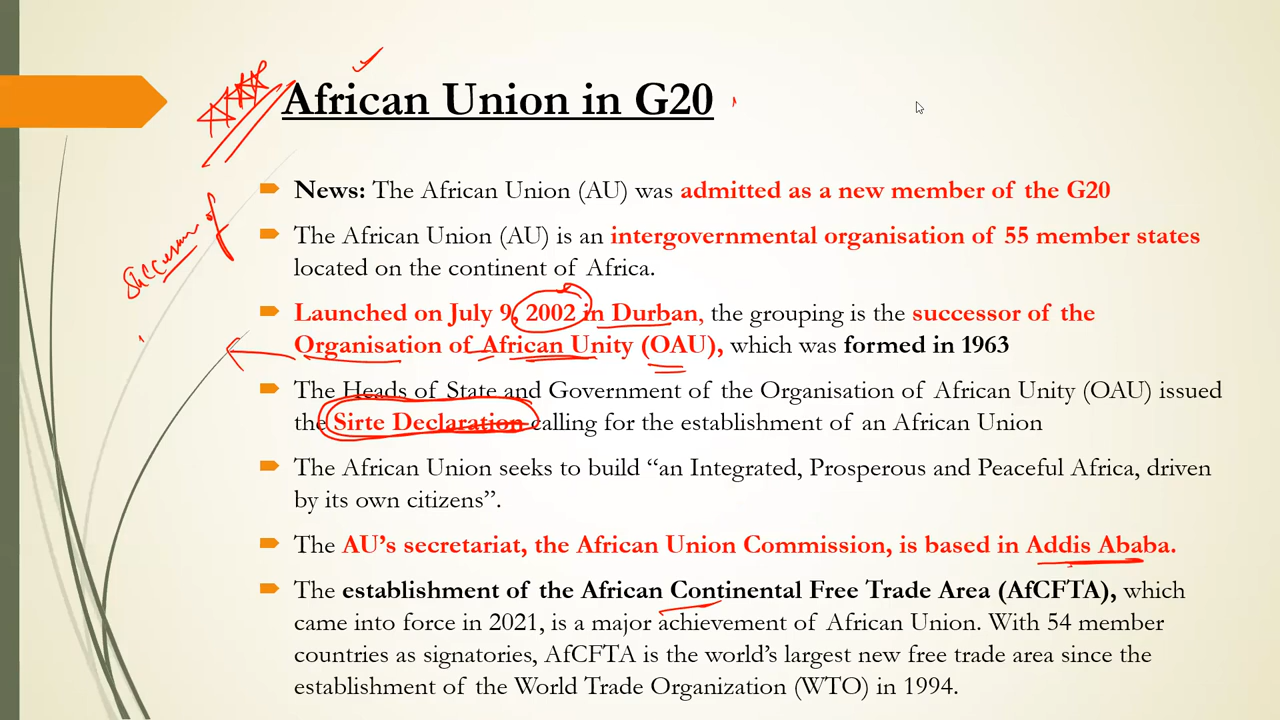 African Union in G20
News: The African Union (AU) was admitted as a new member of the G20
The African Union (AU) is an intergovernmental organisation of 55 member states
located on the continent of Africa.
successor of
Launched on July 9, 2002 in Durban, the grouping is the successor of the
Organisation of African Unity (OAU), which was formed in 1963
The Heads of State and Government of the Organisation of African Unity (OAU) issued
the Sirte Declaration calling for the establishment of an African Union
The African Union seeks to build “an Integrated, Prosperous and Peaceful Africa, driven
by its own citizens”.
The AU’s secretariat, the African Union Commission, is based in Addis Ababa.
The establishment of the African Continental Free Trade Area (AfCFTA), which
came into force in 2021, is a major achievement of African Union. With 54 member
countries as signatories, AfCFTA is the world’s largest new free trade area since the
establishment of the World Trade Organization (WTO) in 1994.